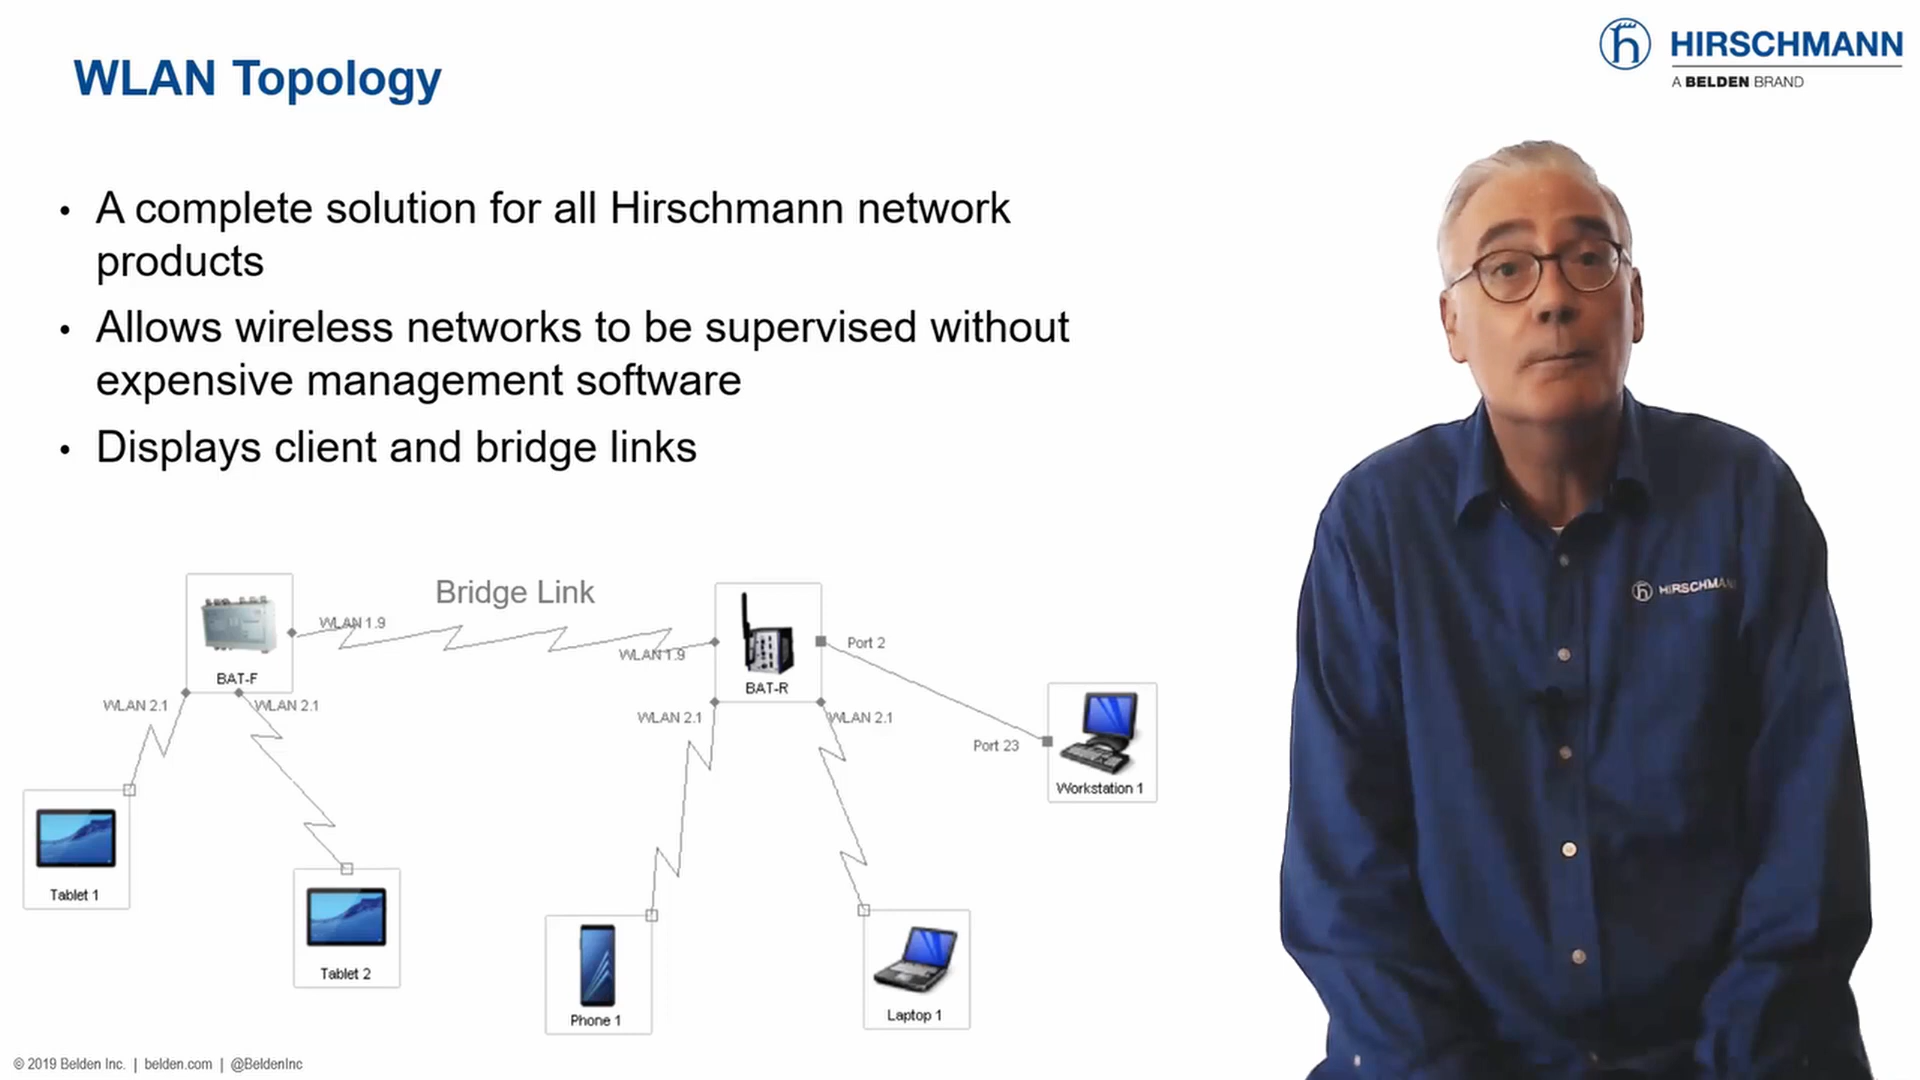 WLAN Topology
HIRSCHMANN
A BELDEN BRAND
• A complete solution for all Hirschmann network
products
• Allows wireless networks to be supervised without
expensive management software
• Displays client and bridge links
Bridge Link
WLAN 1.9
WLAN 1.9
BAT-F
BAT-R
Port 2
Port 23
WLAN 2.1
WLAN 2.1
WLAN 2.1
WLAN 2.1
Workstation 1
Tablet 1
Tablet 2
Phone 1
Laptop 1
HIRSCHMAN
© 2019 Belden Inc. | belden.com | @BeldenInc